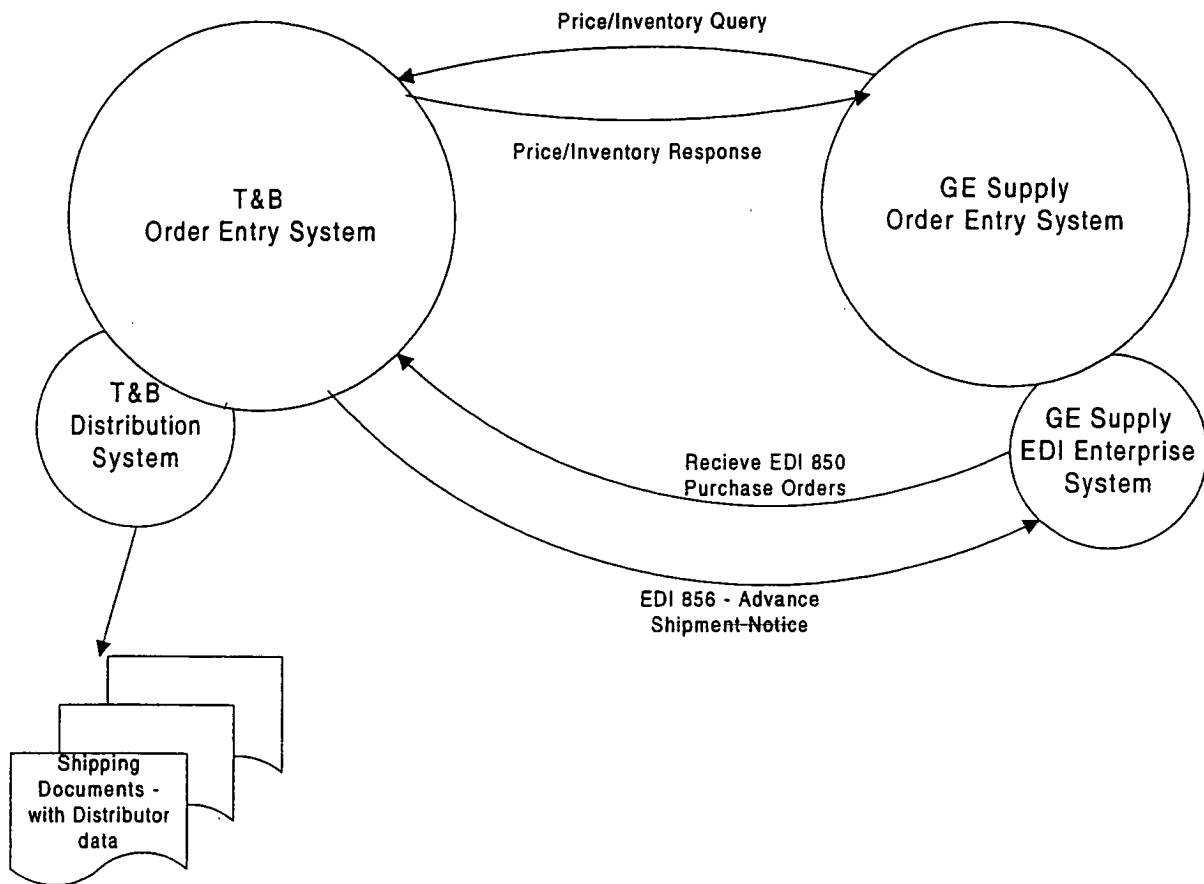 Price/Inventory Query
Price/Inventory Response
T&B
Order Entry System
GE Supply
Order Entry System
T&B
Distribution
System
GE Supply
EDI Enterprise
System
Recieve EDI 850
Purchase Orders
EDI 856 - Advance
Shipment Notice
Shipping
Documents -
with Distributor
data